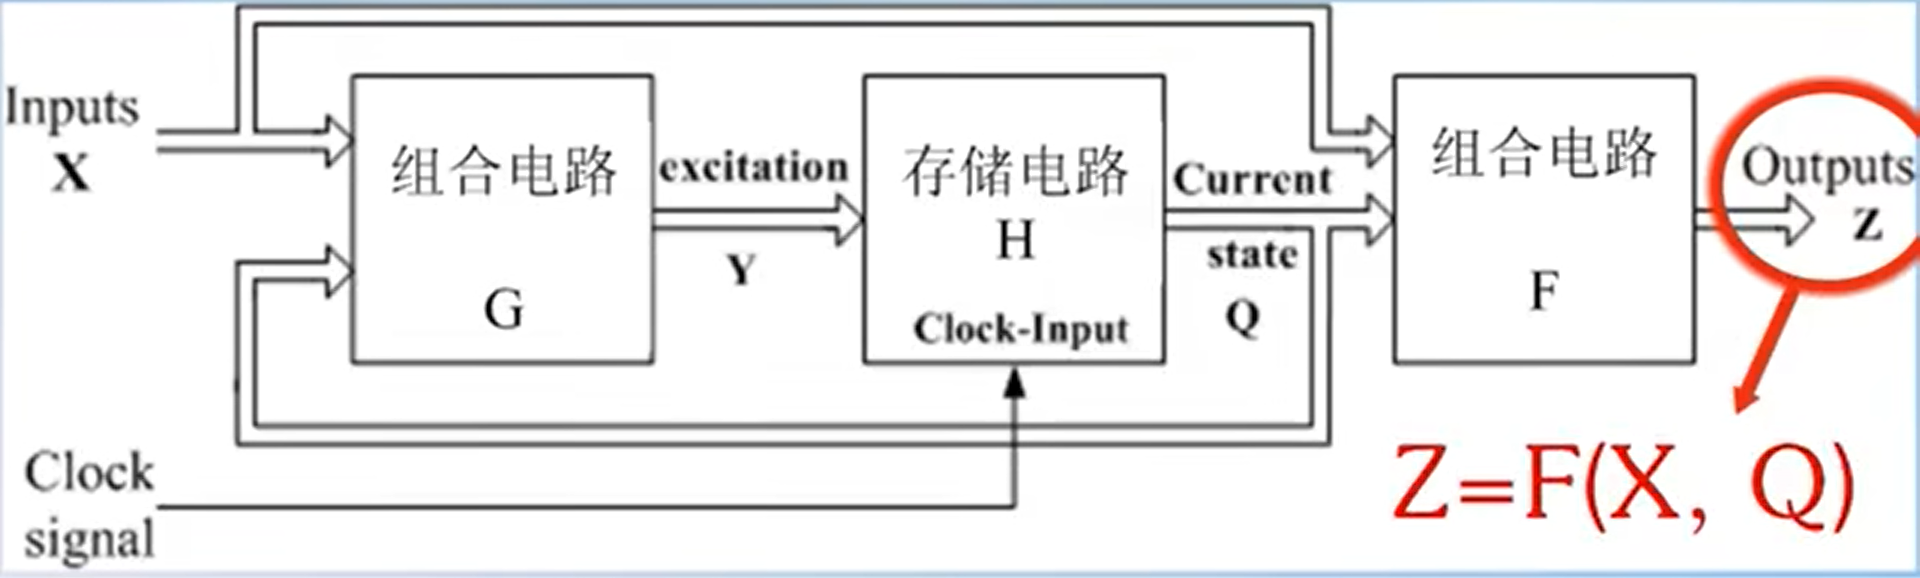 Inputs
X
组合电路
G
excitation
Y
存储电路
H
Clock-Input
Current
state
Q
组合电路
F
Outputs
Z
Clock
signal
Z=F(X, Q)